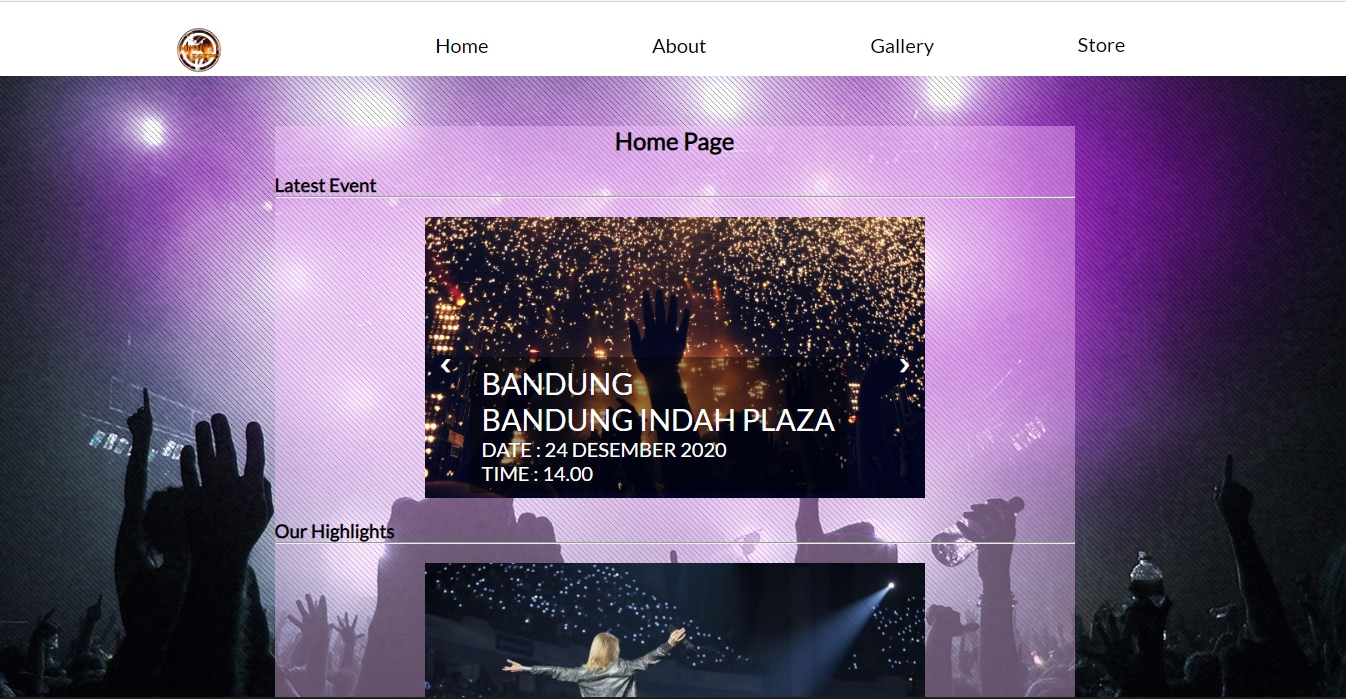 Home About Gallery Store
Home Page
Latest Event
BANDUNG
BANDUNG INDAH PLAZA
DATE : 24 DESEMBER 2020
TIME : 14.00
Our Highlights